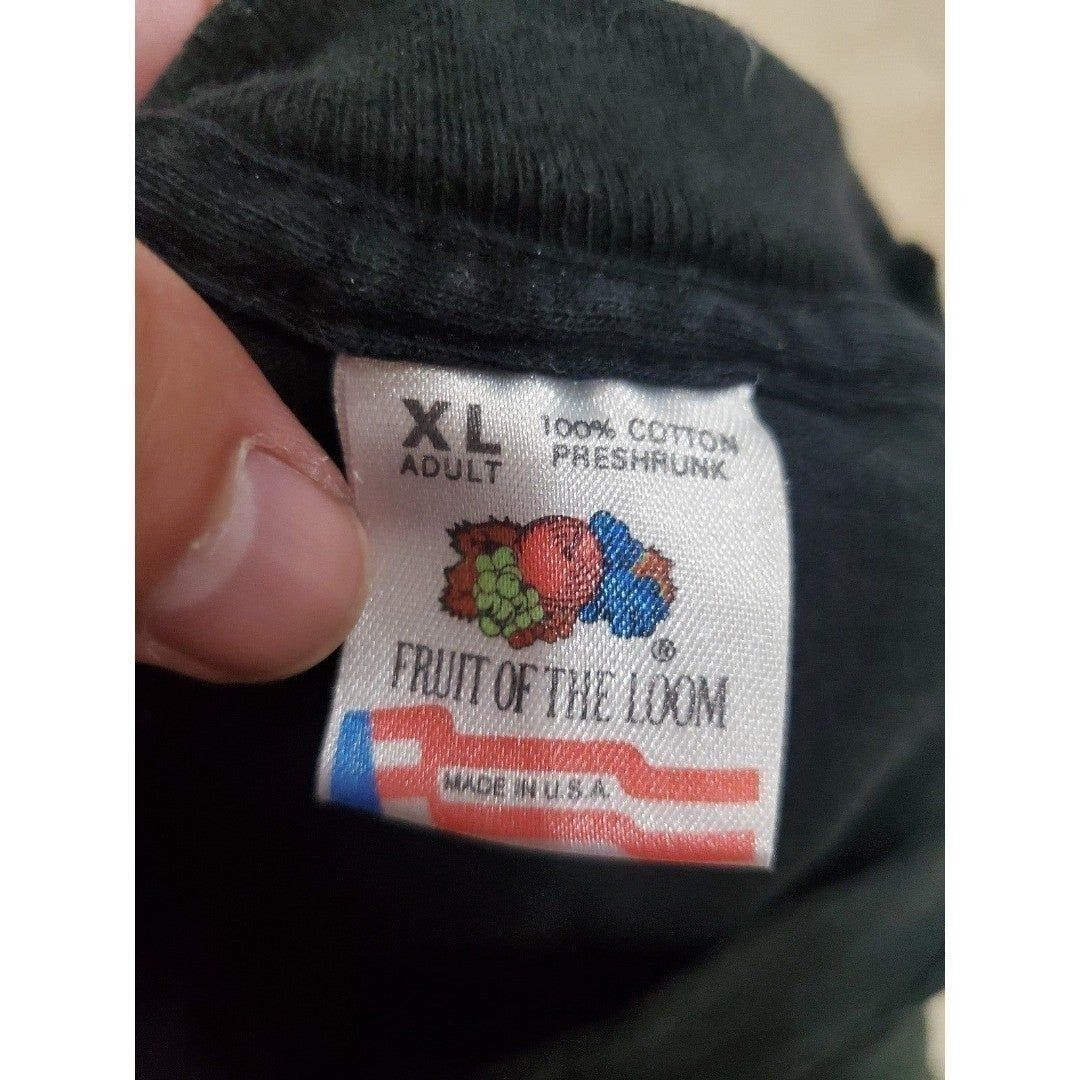 XL
ADULT
100% COTTON
PRESHRUNK
®
FRUIT OF THE LOOM
MADE IN U.S.A.